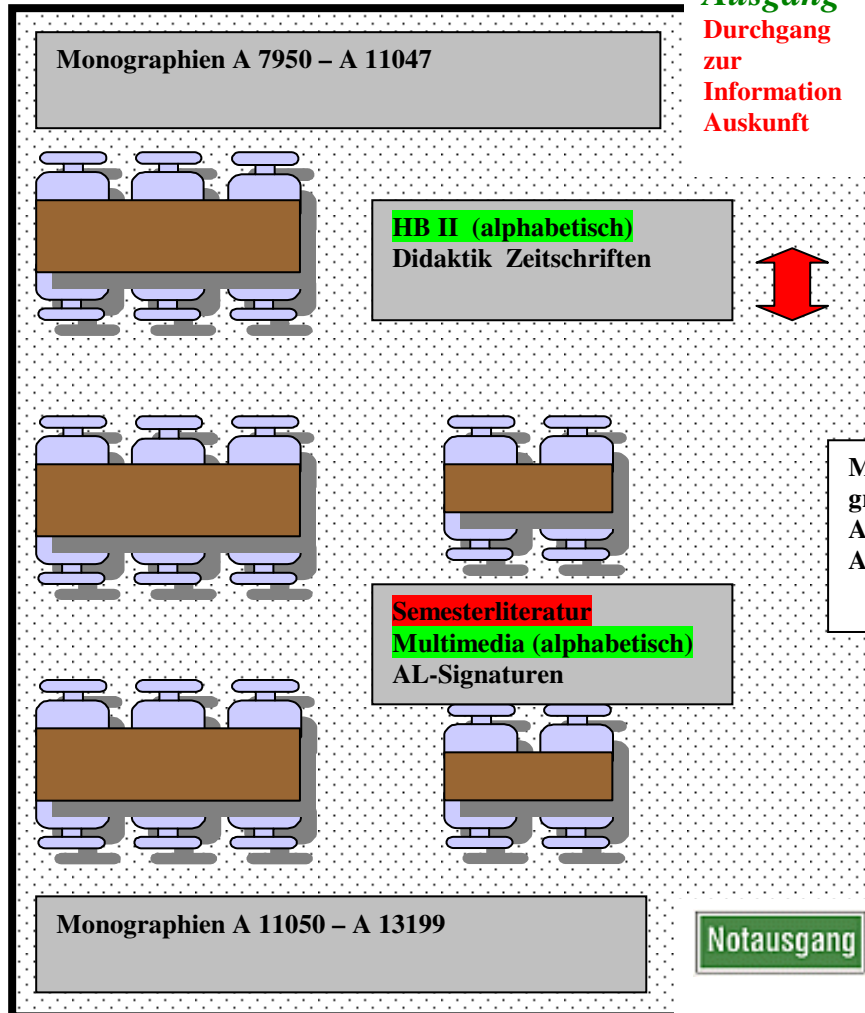 Ausgang
Durchgang
zur
Information
Auskunft
Monographien A 7950 – A 11047
HB II (alphabetisch)
Didaktik Zeitschriften
Semesterliteratur
Multimedia (alphabetisch)
AL-Signaturen
Monographien A 11050 – A 13199
Notausgang